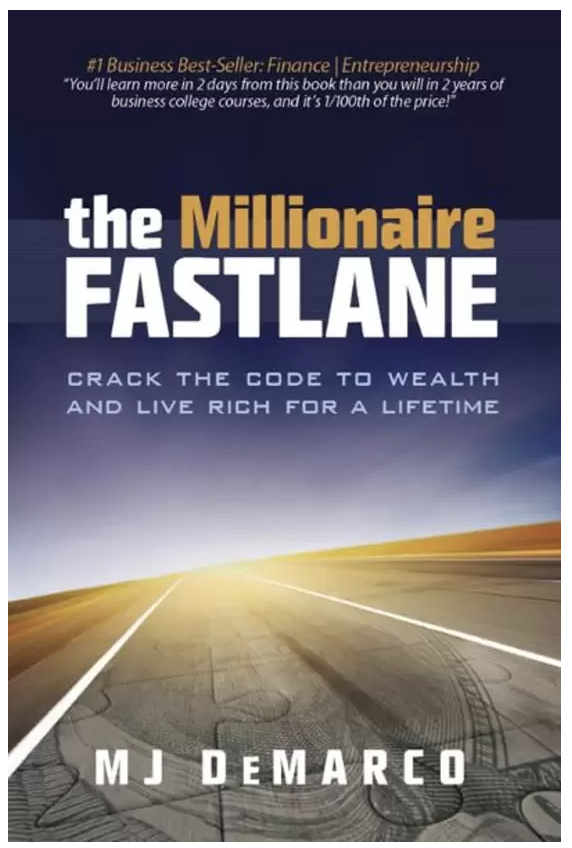 #1 Business Best-Seller: Finance | Entrepreneurship
"You'll learn more in 2 days from this book than you will in 2 years of
business college courses, and it's 1/100th of the price!"
the Millionaire
FASTLANE
CRACK THE CODE TO WEALTH
AND LIVE RICH FOR A LIFETIME
MJ DEMARCO